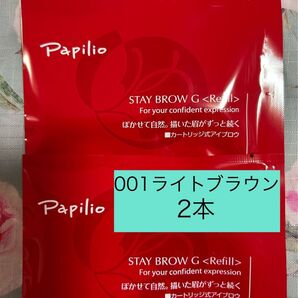 Papilio
STAY BROW G <Refill>
For your confident expression
ぼかせて自然。描いた眉がずっと続く
■カートリッジ式アイブロウ
001ライトブラウン
2本
Papilio
STAY BROW G <Refill>
For your confident expression
ぼかせて自然。描いた眉がずっと続く
■カートリッジ式アイブロウ